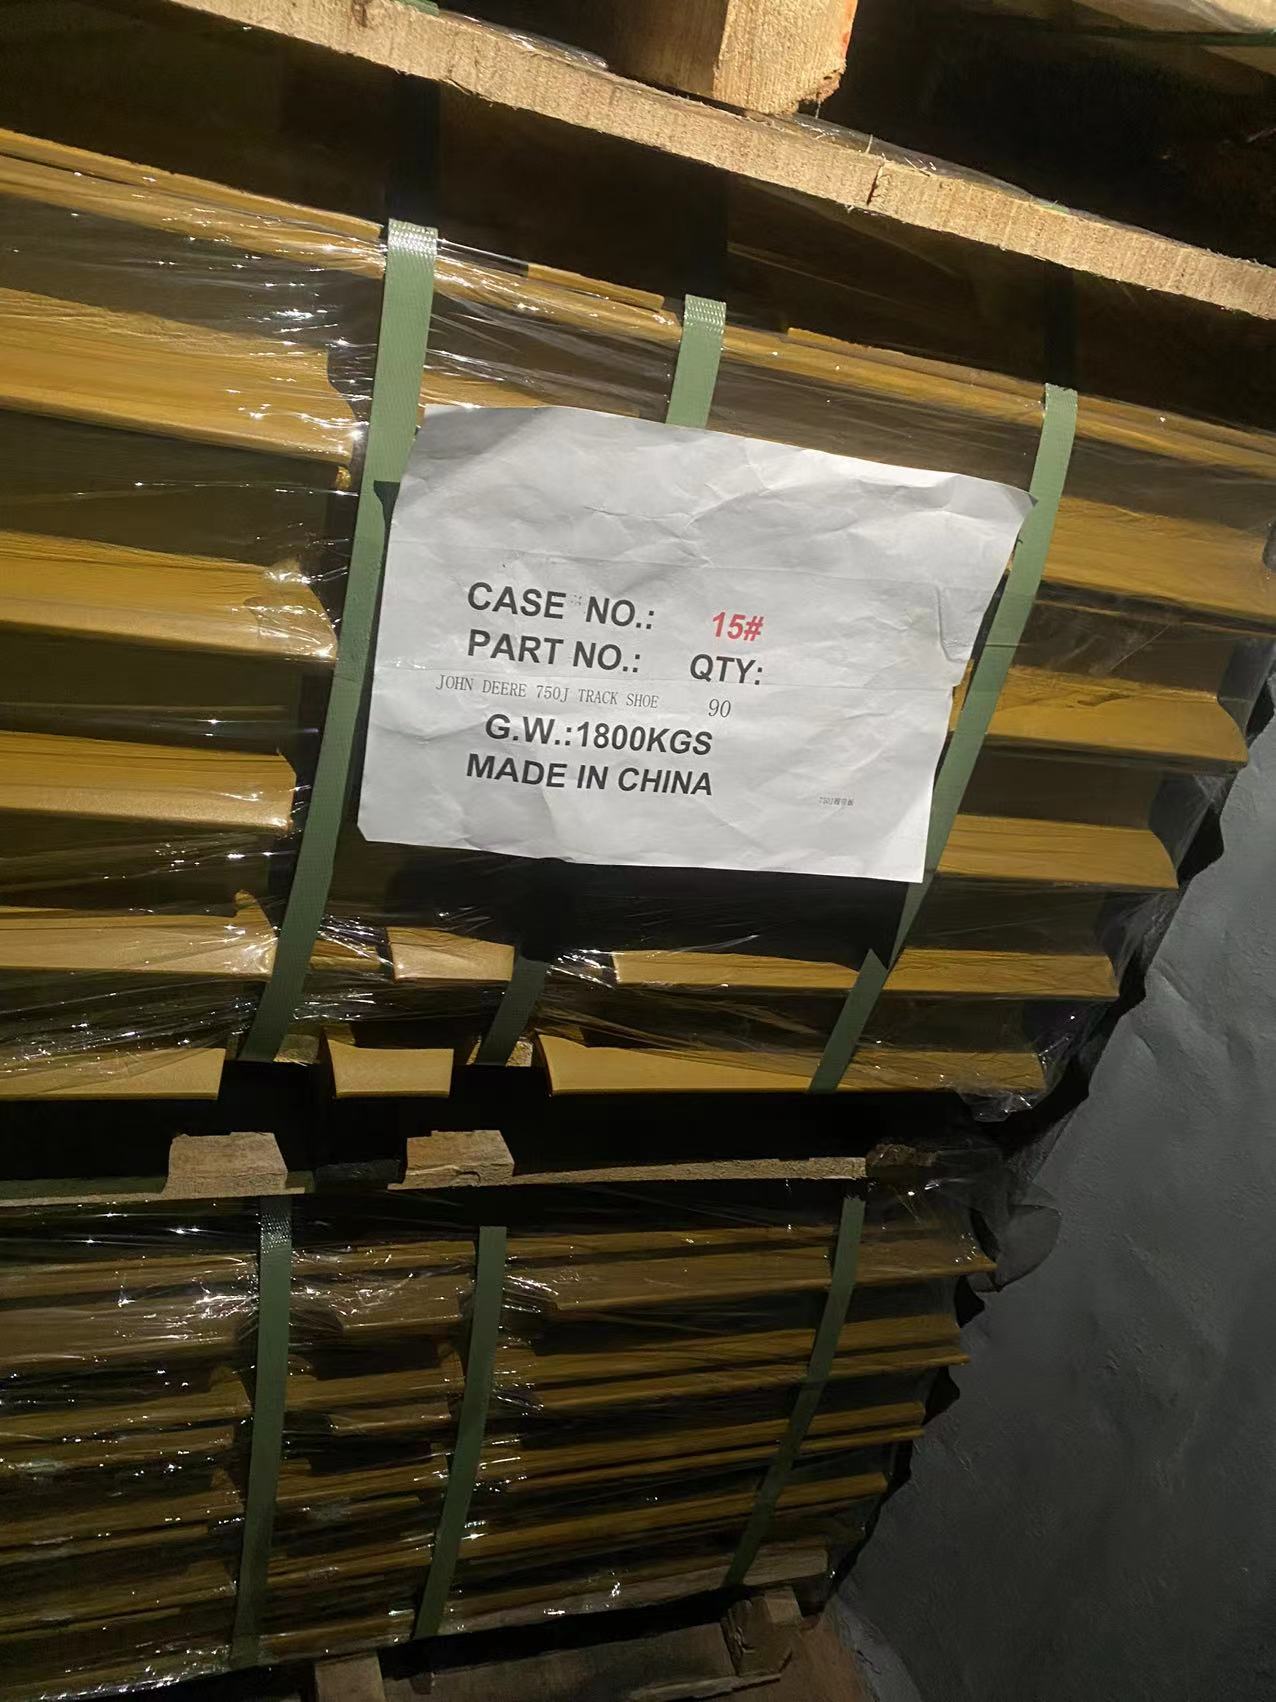 CASE NO.: 15#
PART NO.: QTY:
JOHN DEERE 750J TRACK SHOE 90
G.W.:1800KGS
MADE IN CHINA